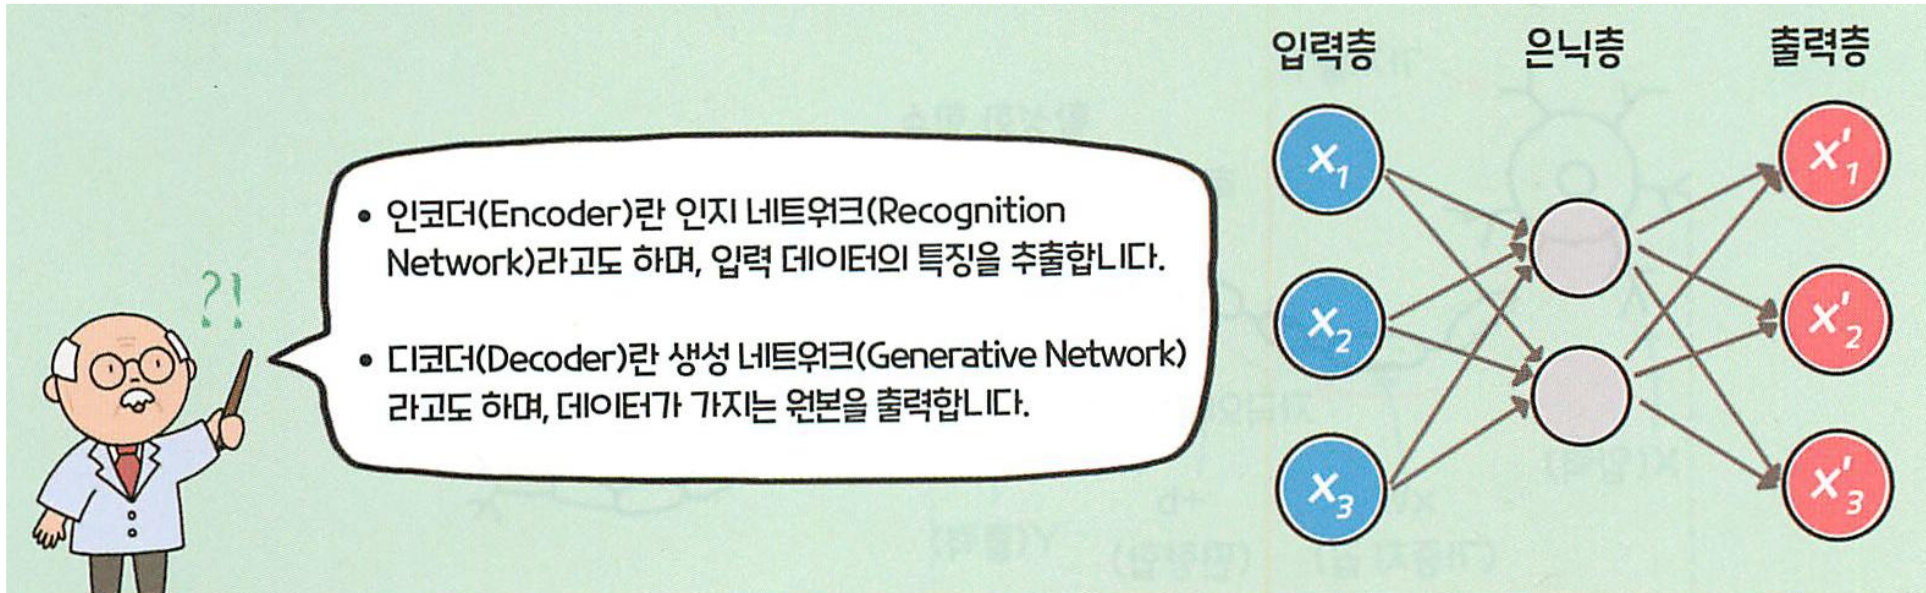 입력층 은닉층 출력층
• 인코더(Encoder)란 인지 네트워크(Recognition
Network)라고도 하며, 입력 데이터의 특징을 추출합니다.
?!
• 디코더(Decoder)란 생성 네트워크(Generative Network)
라고도 하며, 데이터가 가지는 원본을 출력합니다.
x₁ x'₁
x₂ x'₂
x₃ x'₃